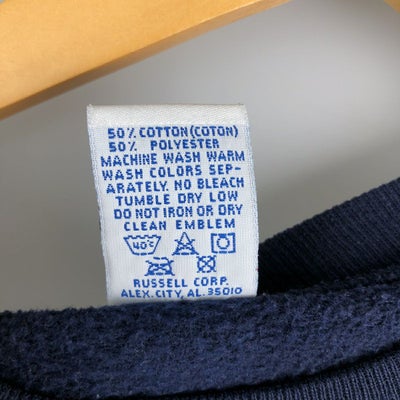 50% COTTON (COTON)
50% POLYESTER
MACHINE WASH WARM
WASH COLORS SEP-
ARATELY. NO BLEACH
TUMBLE DRY LOW
DO NOT IRON OR DRY
CLEAN EMBLEM
40°C
RUSSELL CORP.
ALEX. CITY, AL. 35010